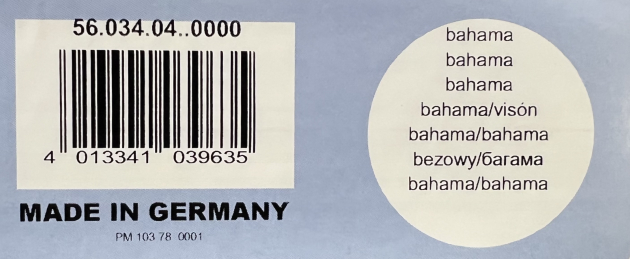 56.034.04..0000
4 013341 039635
MADE IN GERMANY
PM 103 78 0001
bahama
bahama
bahama
bahama/visón
bahama/bahama
bezowy/багама
bahama/bahama